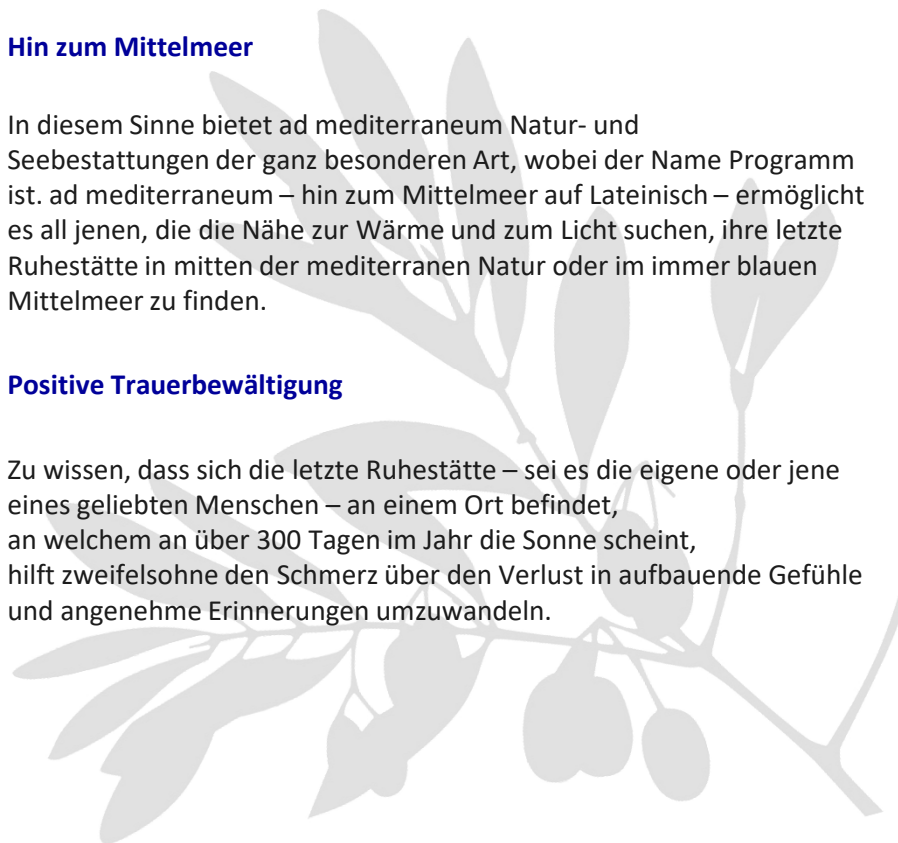 Hin zum Mittelmeer
In diesem Sinne bietet ad mediterraneum Natur- und
Seebestattungen der ganz besonderen Art, wobei der Name Programm
ist. ad mediterraneum – hin zum Mittelmeer auf Lateinisch – ermöglicht
es all jenen, die die Nähe zur Wärme und zum Licht suchen, ihre letzte
Ruhestätte in mitten der mediterranen Natur oder im immer blauen
Mittelmeer zu finden.
Positive Trauerbewältigung
Zu wissen, dass sich die letzte Ruhestätte – sei es die eigene oder jene
eines geliebten Menschen – an einem Ort befindet,
an welchem an über 300 Tagen im Jahr die Sonne scheint,
hilft zweifelsohne den Schmerz über den Verlust in aufbauende Gefühle
und angenehme Erinnerungen umzuwandeln.